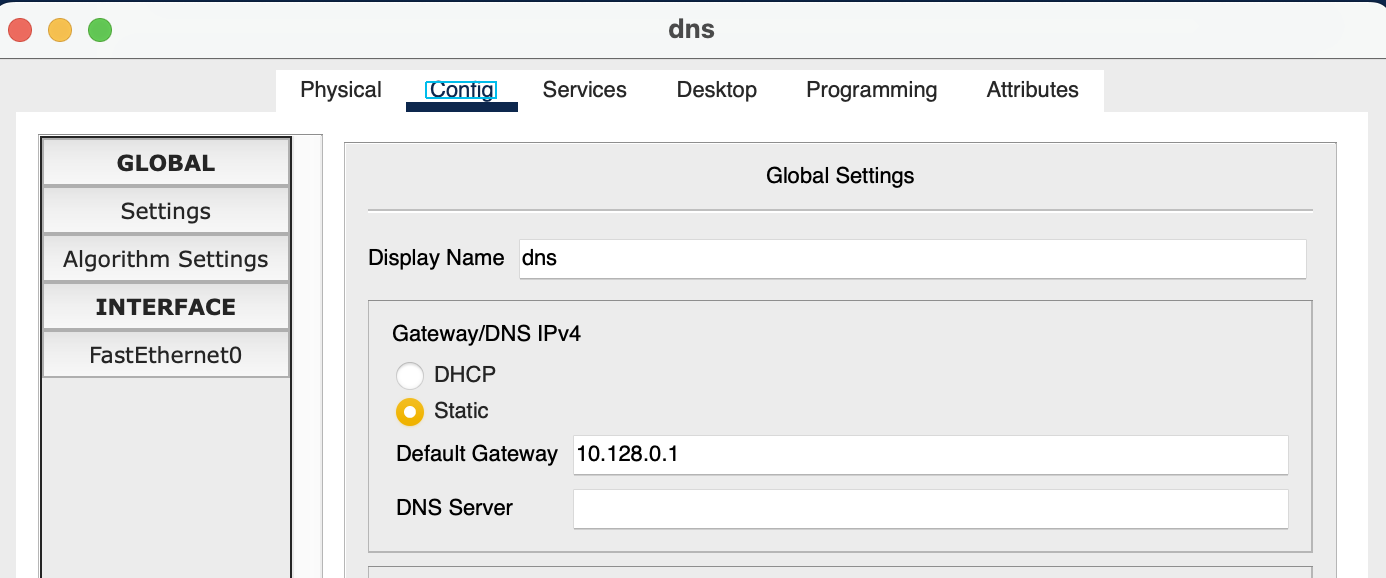 dns
Physical Config Services Desktop Programming Attributes
GLOBAL
Settings
Algorithm Settings
INTERFACE
FastEthernet0
Global Settings
Display Name dns
Gateway/DNS IPv4
DHCP
Static
Default Gateway 10.128.0.1
DNS Server